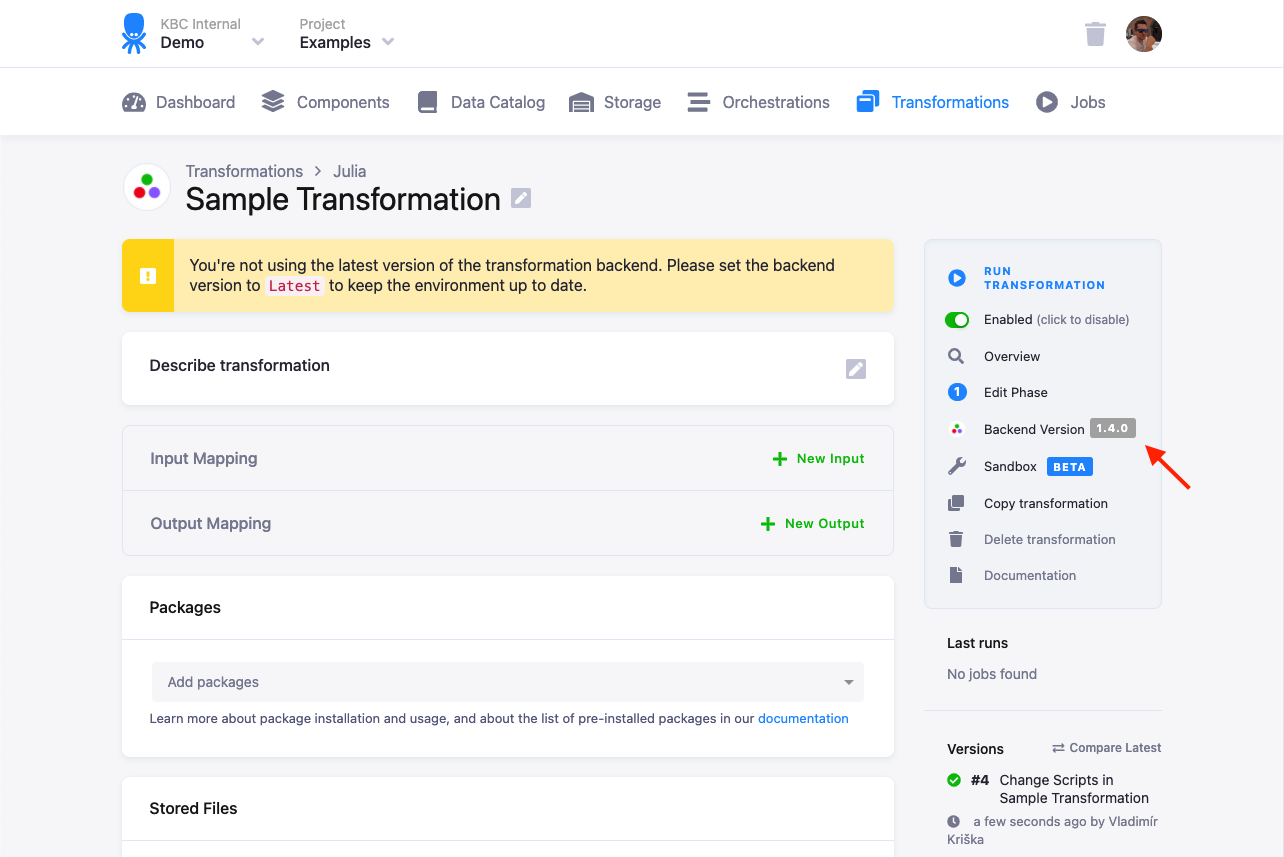 KBC Internal
Demo
Project
Examples
Dashboard
Components
Data Catalog
Storage
Orchestrations
Transformations
Jobs
Transformations > Julia
Sample Transformation
You're not using the latest version of the transformation backend. Please set the backend
version to Latest to keep the environment up to date.
Describe transformation
Input Mapping
New Input
Output Mapping
New Output
Packages
Add packages
Learn more about package installation and usage, and about the list of pre-installed packages in our documentation
Stored Files
RUN
TRANSFORMATION
Enabled (click to disable)
Overview
1 Edit Phase
Backend Version 1.4.0
Sandbox BETA
Copy transformation
Delete transformation
Documentation
Last runs
No jobs found
Versions
Compare Latest
#4 Change Scripts in
Sample Transformation
a few seconds ago by Vladimír
Kriška